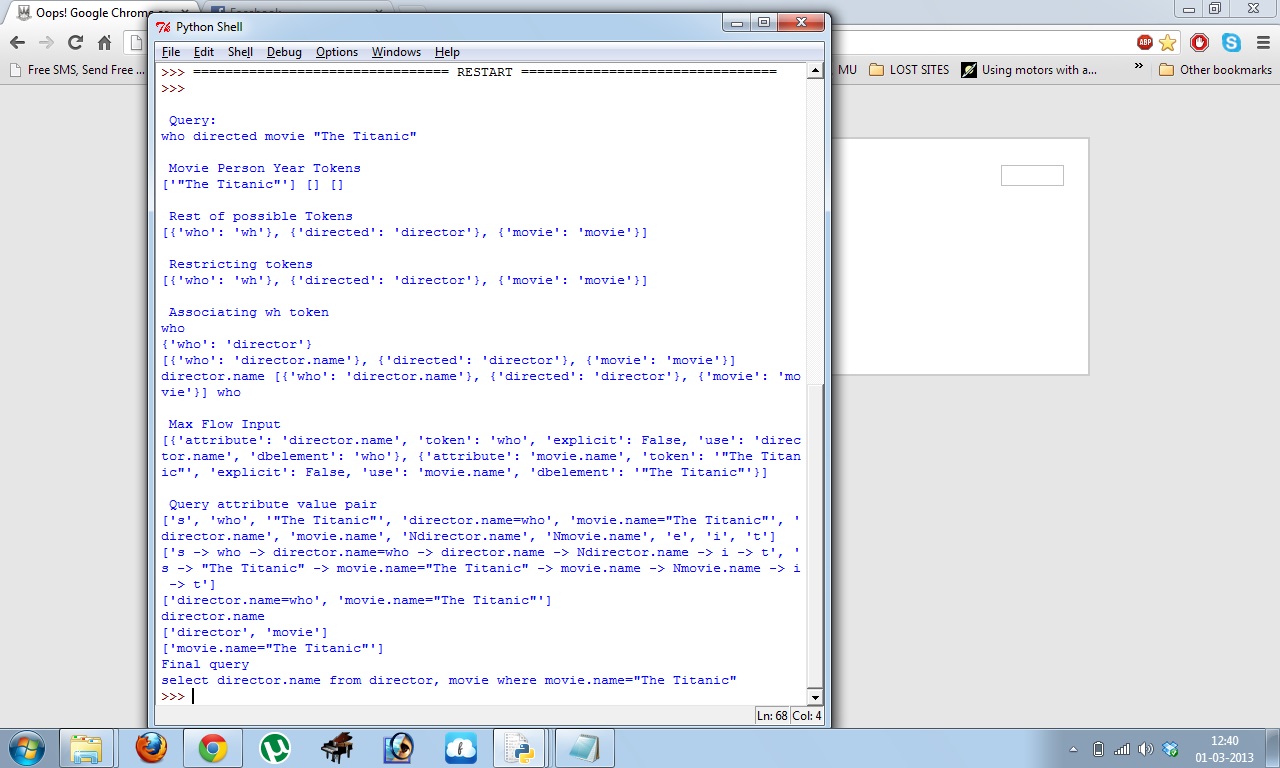 Oops! Google Chrome co
Facebook
Python Shell
File Edit Shell Debug Options Windows Help
Free SMS, Send Free ...
MU LOST SITES Using motors with a... » Other bookmarks
ABP
>>> ================================ RESTART ================================
>>>
Query:
who directed movie "The Titanic"
Movie Person Year Tokens
['"The Titanic"'] [] []
Rest of possible Tokens
[{'who': 'wh'}, {'directed': 'director'}, {'movie': 'movie'}]
Restricting tokens
[{'who': 'wh'}, {'directed': 'director'}, {'movie': 'movie'}]
Associating wh token
who
{'who': 'director'}
[{'who': 'director.name'}, {'directed': 'director'}, {'movie': 'movie'}]
director.name [{'who': 'director.name'}, {'directed': 'director'}, {'movie': 'mo
vie'}] who
Max Flow Input
[{'attribute': 'director.name', 'token': 'who', 'explicit': False, 'use': 'direc
tor.name', 'dbelement': 'who'}, {'attribute': 'movie.name', 'token': '"The Titan
ic"', 'explicit': False, 'use': 'movie.name', 'dbelement': '"The Titanic"'}]
Query attribute value pair
['s', 'who', '"The Titanic"', 'director.name=who', 'movie.name="The Titanic"', '
director.name', 'movie.name', 'Ndirector.name', 'Nmovie.name', 'e', 'i', 't']
['s -> who -> director.name=who -> director.name -> Ndirector.name -> i -> t', '
s -> "The Titanic" -> movie.name="The Titanic" -> movie.name -> Nmovie.name -> i
-> t']
['director.name=who', 'movie.name="The Titanic"']
director.name
['director', 'movie']
['movie.name="The Titanic"']
Final query
select director.name from director, movie where movie.name="The Titanic"
>>>
Ln: 68 Col: 4
12:40
01-03-2013